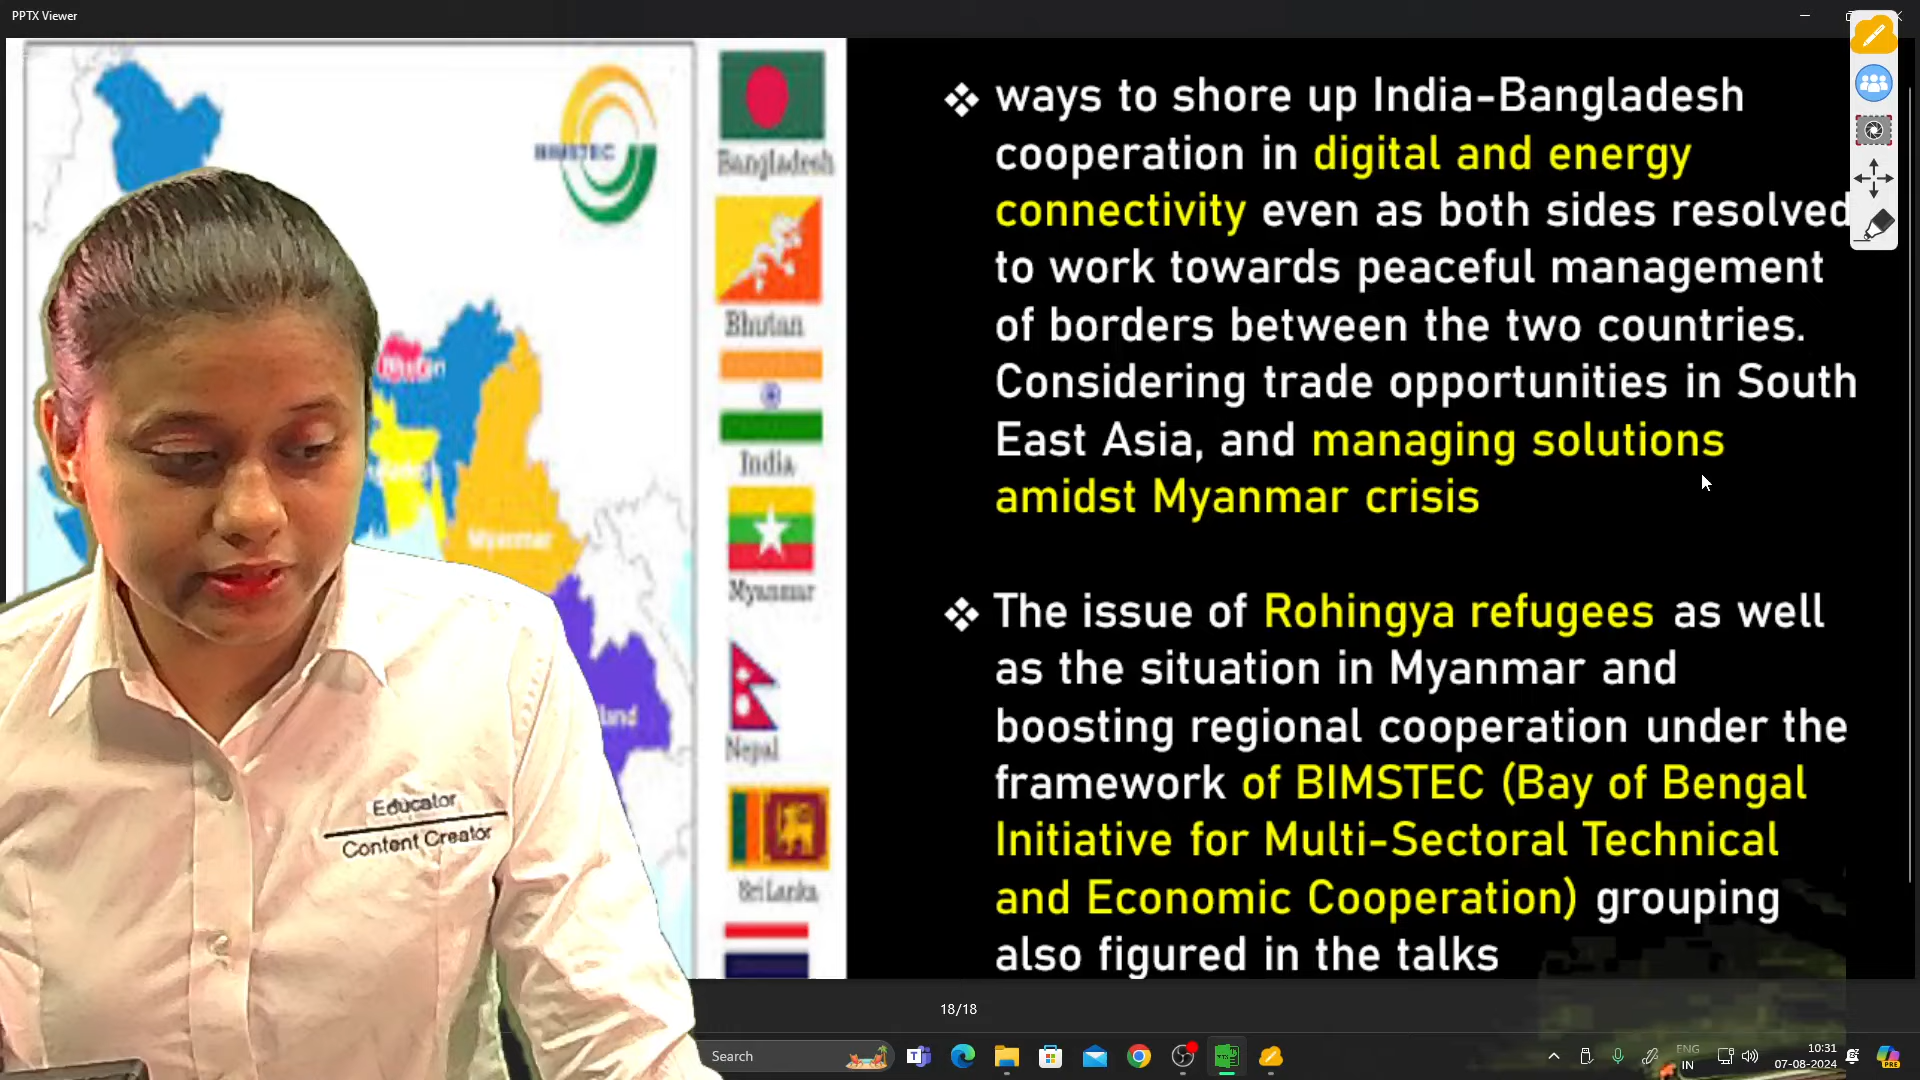 PPTX Viewer
BIMSTEC
Bangladesh
Bhutan
India
Myanmar
Nepal
Sri Lanka
Bhutan
Myanmar
land
Educator
Content Creator
❖ ways to shore up India-Bangladesh
cooperation in digital and energy
connectivity even as both sides resolved
to work towards peaceful management
of borders between the two countries.
Considering trade opportunities in South
East Asia, and managing solutions
amidst Myanmar crisis
❖ The issue of Rohingya refugees as well
as the situation in Myanmar and
boosting regional cooperation under the
framework of BIMSTEC (Bay of Bengal
Initiative for Multi-Sectoral Technical
and Economic Cooperation) grouping
also figured in the talks
18/18
Search
ENG
IN
10:31
07-08-2024
PRE